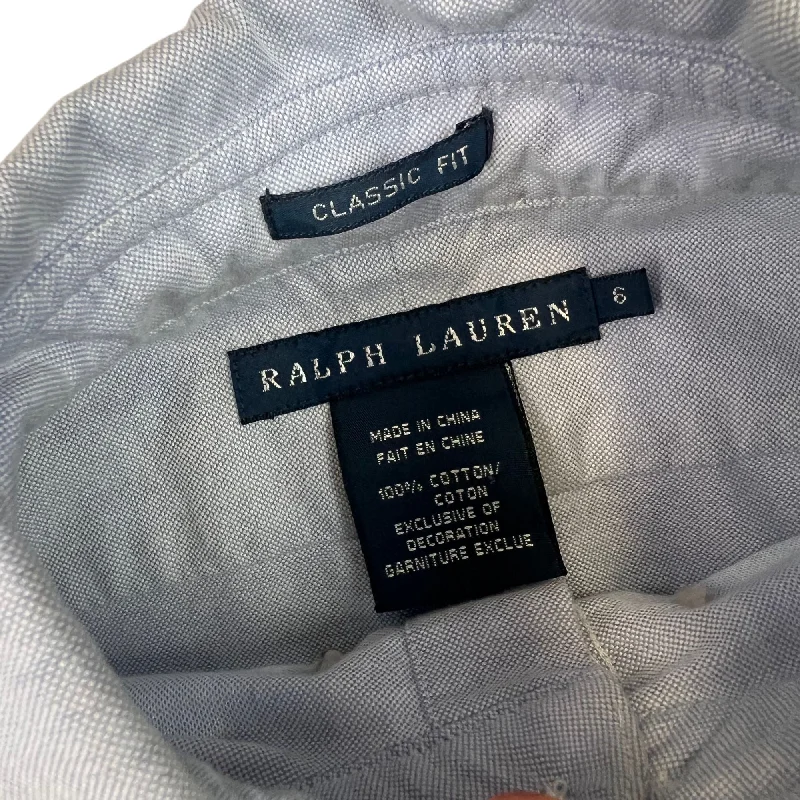 CLASSIC FIT
RALPH LAUREN
6
MADE IN CHINA
FAIT EN CHINE
100% COTTON/
COTON
EXCLUSIVE OF
DECORATION
GARNITURE EXCLUE